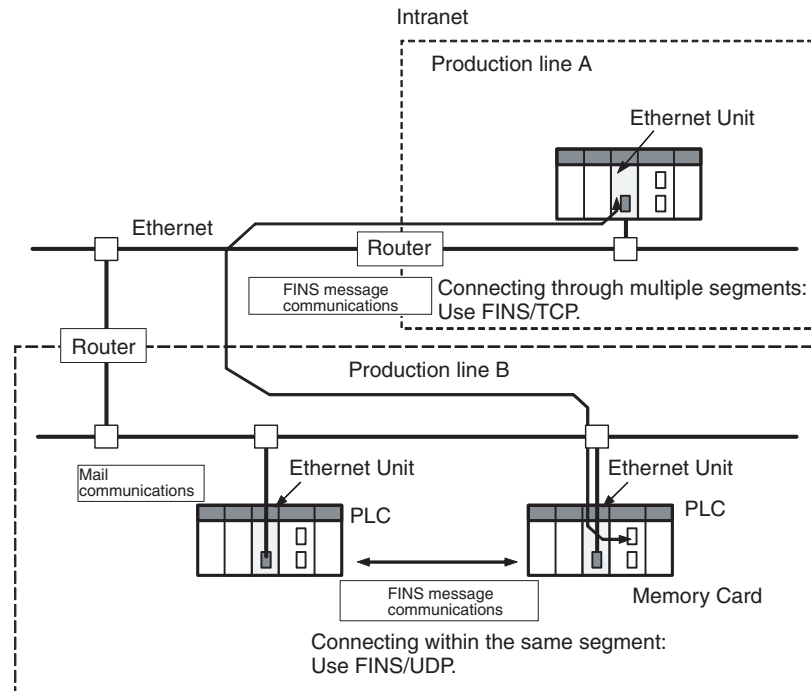 Intranet
Production line A
Ethernet Unit
Ethernet
Router
FINS message
communications
Connecting through multiple segments:
Use FINS/TCP.
Router
Production line B
Mail
communications
Ethernet Unit
PLC
Ethernet Unit
PLC
FINS message
communications
Memory Card
Connecting within the same segment:
Use FINS/UDP.